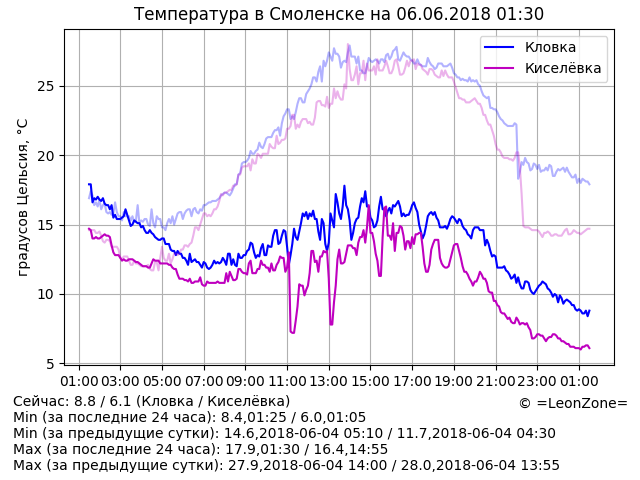 Температура в Смоленске на 06.06.2018 01:30
Кловка
Киселёвка
градусов Цельсия, °C
25
20
15
10
5
01:00 03:00 05:00 07:00 09:00 11:00 13:00 15:00 17:00 19:00 21:00 23:00 01:00
Сейчас: 8.8 / 6.1 (Кловка / Киселёвка)
© =LeonZone=
Min (за последние 24 часа): 8.4,01:25 / 6.0,01:05
Min (за предыдущие сутки): 14.6,2018-06-04 05:10 / 11.7,2018-06-04 04:30
Max (за последние 24 часа): 17.9,01:30 / 16.4,14:55
Max (за предыдущие сутки): 27.9,2018-06-04 14:00 / 28.0,2018-06-04 13:55